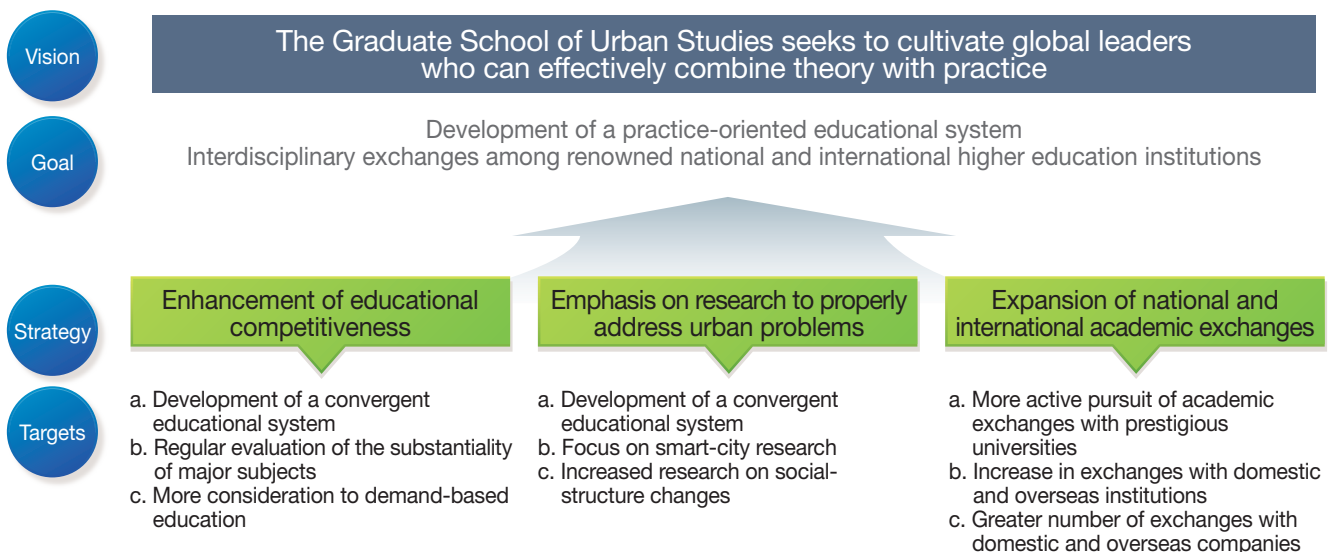 Vision
The Graduate School of Urban Studies seeks to cultivate global leaders
who can effectively combine theory with practice
Goal
Development of a practice-oriented educational system
Interdisciplinary exchanges among renowned national and international higher education institutions
Strategy
Enhancement of educational
competitiveness
Emphasis on research to properly
address urban problems
Expansion of national and
international academic exchanges
Targets
a. Development of a convergent
educational system
b. Regular evaluation of the substantiality
of major subjects
c. More consideration to demand-based
education
a. Development of a convergent
educational system
b. Focus on smart-city research
c. Increased research on social-
structure changes
a. More active pursuit of academic
exchanges with prestigious
universities
b. Increase in exchanges with domestic
and overseas institutions
c. Greater number of exchanges with
domestic and overseas companies